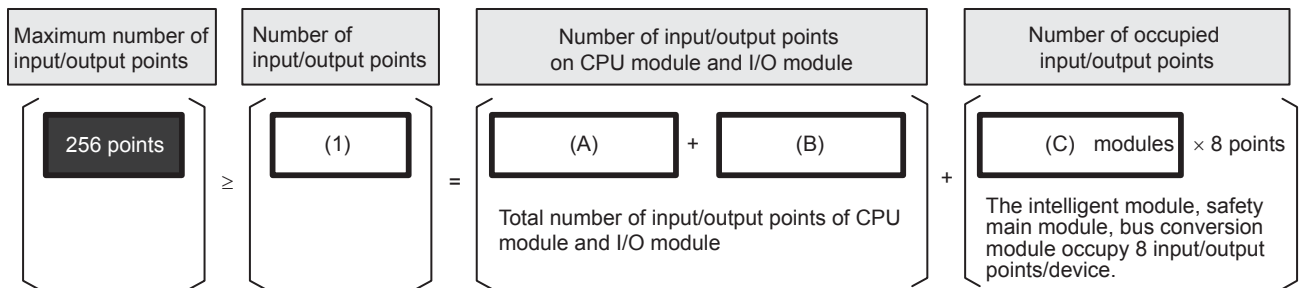 Maximum number of
input/output points
Number of
input/output points
Number of input/output points
on CPU module and I/O module
Number of occupied
input/output points
256 points
≥
(1)
=
(A)
+
(B)
Total number of input/output points of CPU
module and I/O module
+
(C) modules × 8 points
The intelligent module, safety
main module, bus conversion
module occupy 8 input/output
points/device.